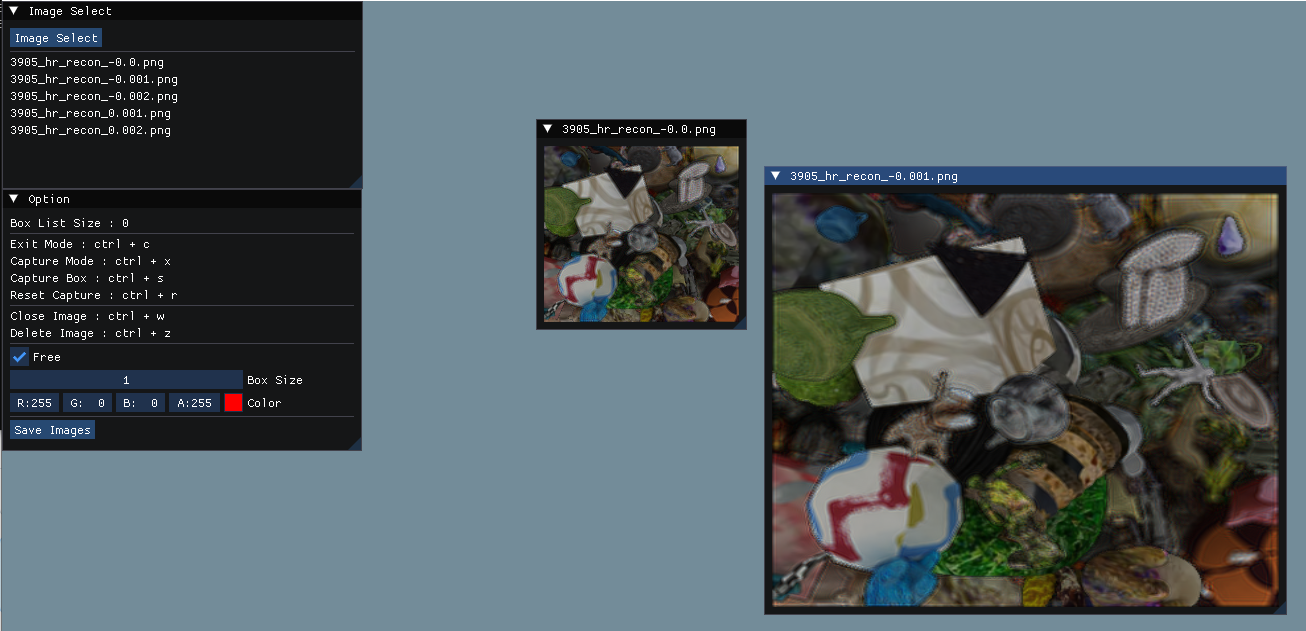 Image Select
Image Select
3905_hr_recon_-0.0.png
3905_hr_recon_-0.001.png
3905_hr_recon_-0.002.png
3905_hr_recon_0.001.png
3905_hr_recon_0.002.png
Option
Box List Size : 0
Exit Mode : ctrl + c
Capture Mode : ctrl + x
Capture Box : ctrl + s
Reset Capture : ctrl + r
Close Image : ctrl + w
Delete Image : ctrl + z
Free
1 Box Size
R:255 G: 0 B: 0 A:255 Color
Save Images
3905_hr_recon_-0.0.png
3905_hr_recon_-0.001.png